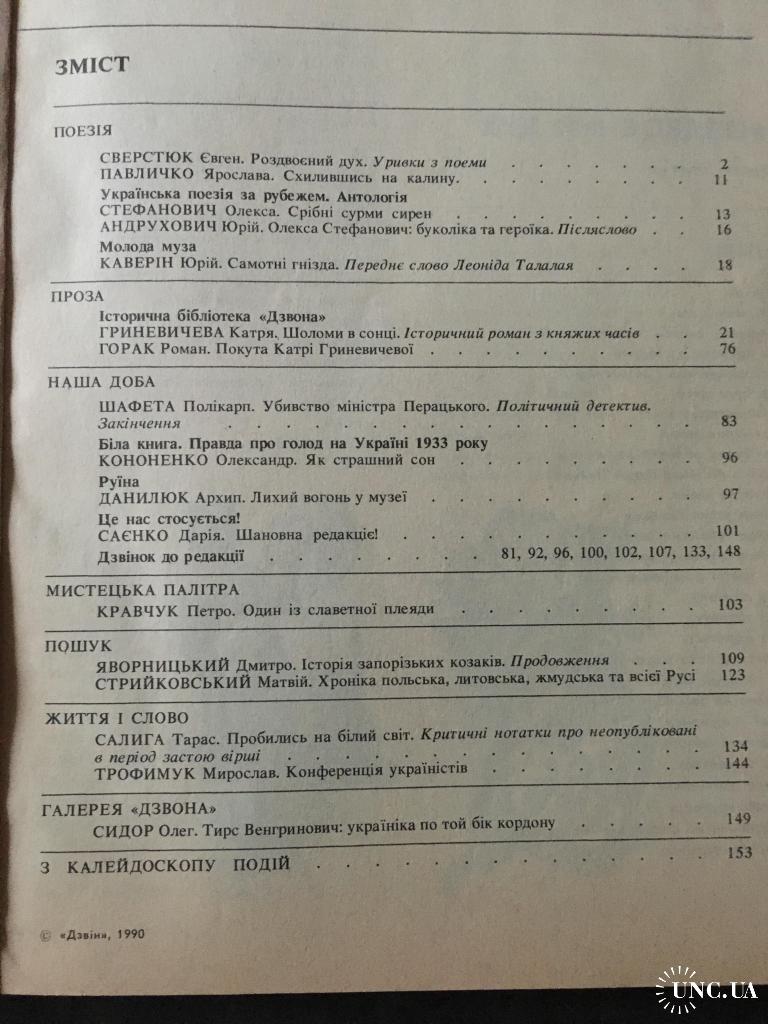 ЗМІСТ
ПОЕЗІЯ
СВЕРСТЮК Євген. Роздвоєний дух. Уривки з поеми . . . . . . 2
ПАВЛИЧКО Ярослава. Схилившись на калину. . . . . . . . 11
Українська поезія за рубежем. Антологія
СТЕФАНОВИЧ Олекса. Срібні сурми сирен . . . . . . . . 13
АНДРУХОВИЧ Юрій. Олекса Стефанович: буколіка та героїка. Післяслово . . 16
Молода муза
КАВЕРІН Юрій. Самотні гнізда. Переднє слово Леоніда Талалая . . . . 18
ПРОЗА
Історична бібліотека «Дзвона»
ГРИНЕВИЧЕВА Катря. Шоломи в сонці. Історичний роман з княжих часів . . 21
ГОРАК Роман. Покута Катрі Гриневичевої . . . . . . . . . 76
НАША ДОБА
ШАФЕТА Полікарп. Убивство міністра Перацького. Політичний детектив.
Закінчення . . . . . . . . . . . . . . 83
Біла книга. Правда про голод на Україні 1933 року
КОНОНЕНКО Олександр. Як страшний сон . . . . . . . . 96
Руїна
ДАНИЛЮК Архип. Лихий вогонь у музеї . . . . . . . . . 97
Це нас стосується!
САЄНКО Дарія. Шановна редакціє! . . . . . . . . . . 101
Дзвінок до редакції . . . . . . . 81, 92, 96, 100, 102, 107, 133, 148
МИСТЕЦЬКА ПАЛІТРА
КРАВЧУК Петро. Один із славетної плеяди . . . . . . . . 103
ПОШУК
ЯВОРНИЦЬКИЙ Дмитро. Історія запорізьких козаків. Продовження . . . 109
СТРИЙКОВСЬКИЙ Матвій. Хроніка польська, литовська, жмудська та всієї Русі 123
ЖИТТЯ І СЛОВО
САЛИГА Тарас. Пробились на білий світ. Критичні нотатки про неопубліковані
в період застою вірші . . . . . . . . . . . . 134
ТРОФИМУК Мирослав. Конференція україністів . . . . . . . 144
ГАЛЕРЕЯ «ДЗВОНА»
СИДОР Олег. Тирс Венгринович: україніка по той бік кордону . . . . . 149
З КАЛЕЙДОСКОПУ ПОДІЙ . . . . . . . . . . . . . 153
© «Дзвін», 1990
UNC.UA